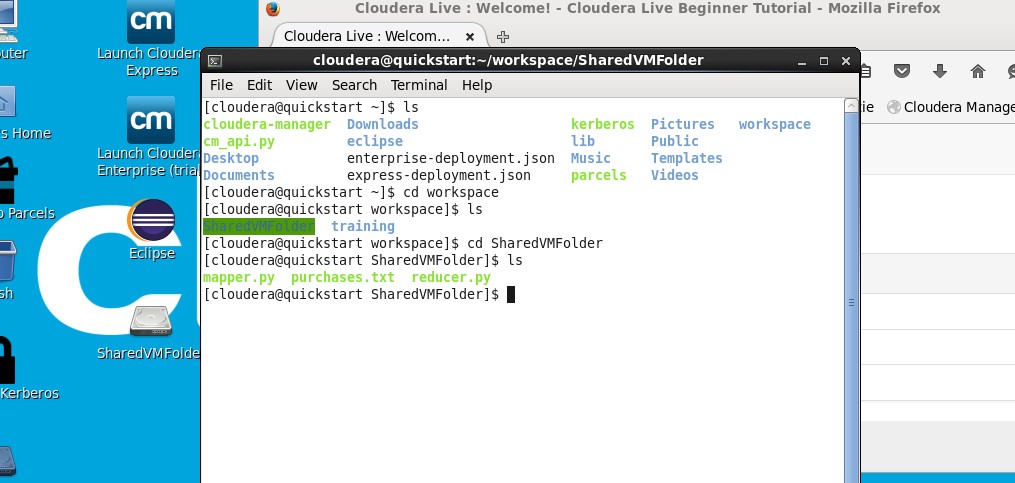 Cloudera Live : Welcome! - Cloudera Live Beginner Tutorial - Mozilla Firefox
Cloudera Live : Welcom... ×
cloudera@quickstart:~/workspace/SharedVMFolder
File Edit View Search Terminal Help
Cloudera Manage
[cloudera@quickstart ~]$ ls
cloudera-manager Downloads kerberos Pictures workspace
cm_api.py eclipse lib Public
Desktop enterprise-deployment.json Music Templates
Documents express-deployment.json parcels Videos
[cloudera@quickstart ~]$ cd workspace
[cloudera@quickstart workspace]$ ls
SharedVMFolder training
[cloudera@quickstart workspace]$ cd SharedVMFolder
[cloudera@quickstart SharedVMFolder]$ ls
mapper.py purchases.txt reducer.py
[cloudera@quickstart SharedVMFolder]$
cm
Launch Clouder
Express
cm
Launch Clouder
Enterprise (tria
Eclipse
SharedVMFolde
uter
s Home
o Parcels
sh
Kerberos